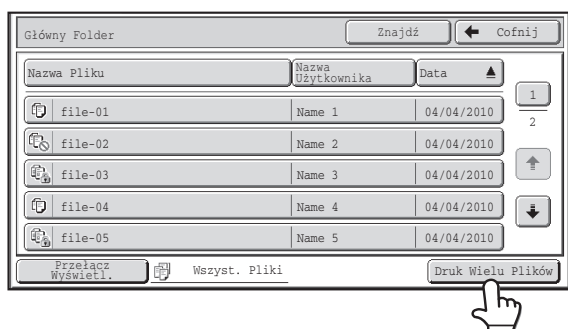 Główny Folder
Znajdź
Cofnij
Nazwa Pliku
Nazwa
Użytkownika
Data
file-01 Name 1 04/04/2010
file-02 Name 2 04/04/2010
file-03 Name 3 04/04/2010
file-04 Name 4 04/04/2010
file-05 Name 5 04/04/2010
1
2
Przełącz
Wyświetl.
Wszyst. Pliki
Druk Wielu Plików